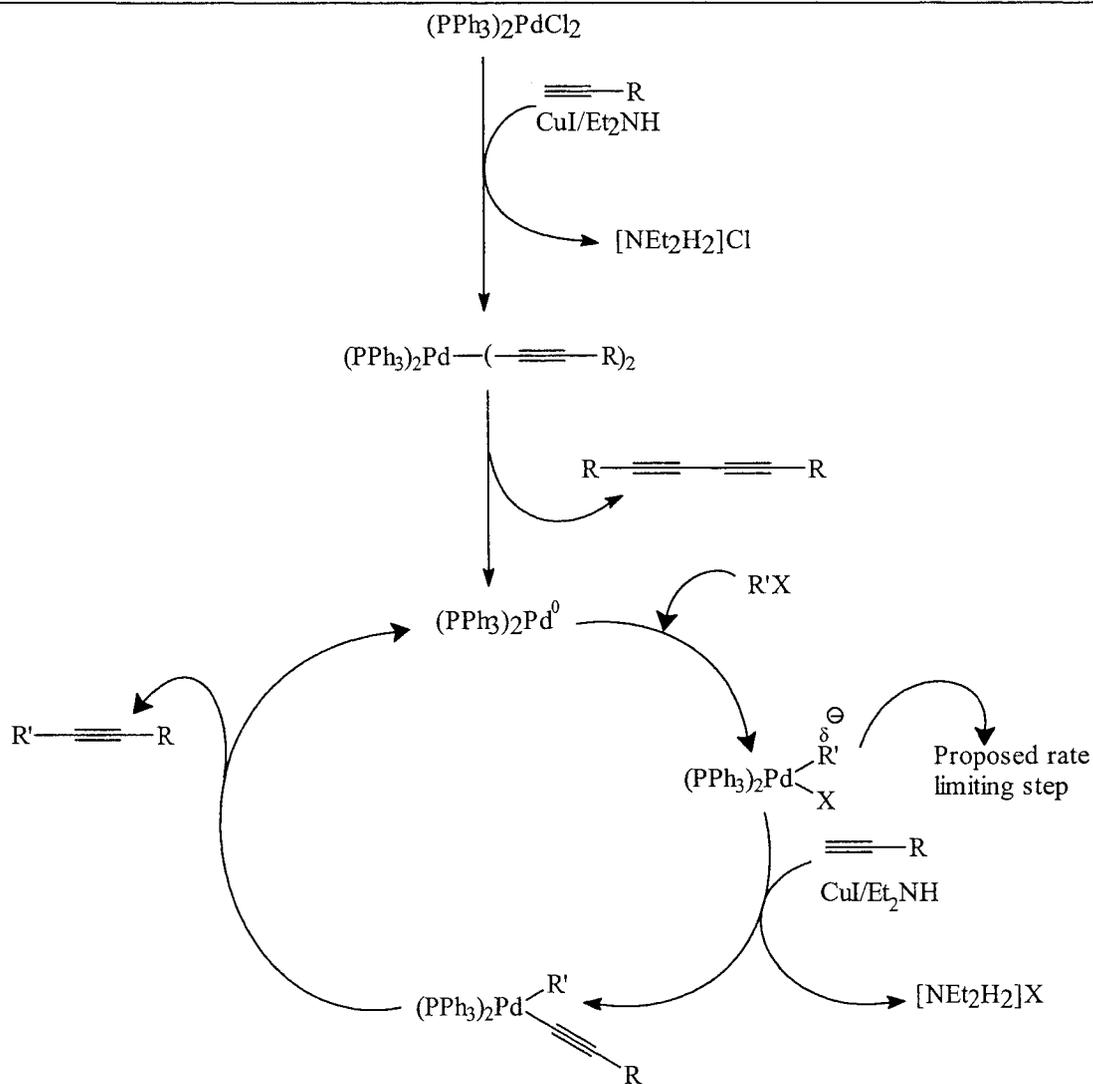 (PPh3)2PdCl2
R
CuI/Et2NH
[NEt2H2]Cl
(PPh3)2Pd ( R)2
R R
(PPh3)2Pd0
R'X
R' R
δ ⊖
(PPh3)2Pd R' X
Proposed rate
limiting step
R
CuI/Et2NH
[NEt2H2]X
(PPh3)2Pd R'
R